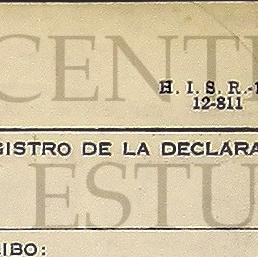 CENT
H. I. S. R.-1
12-811
GISTRO DE LA DECLARA
ESTU
IBO: